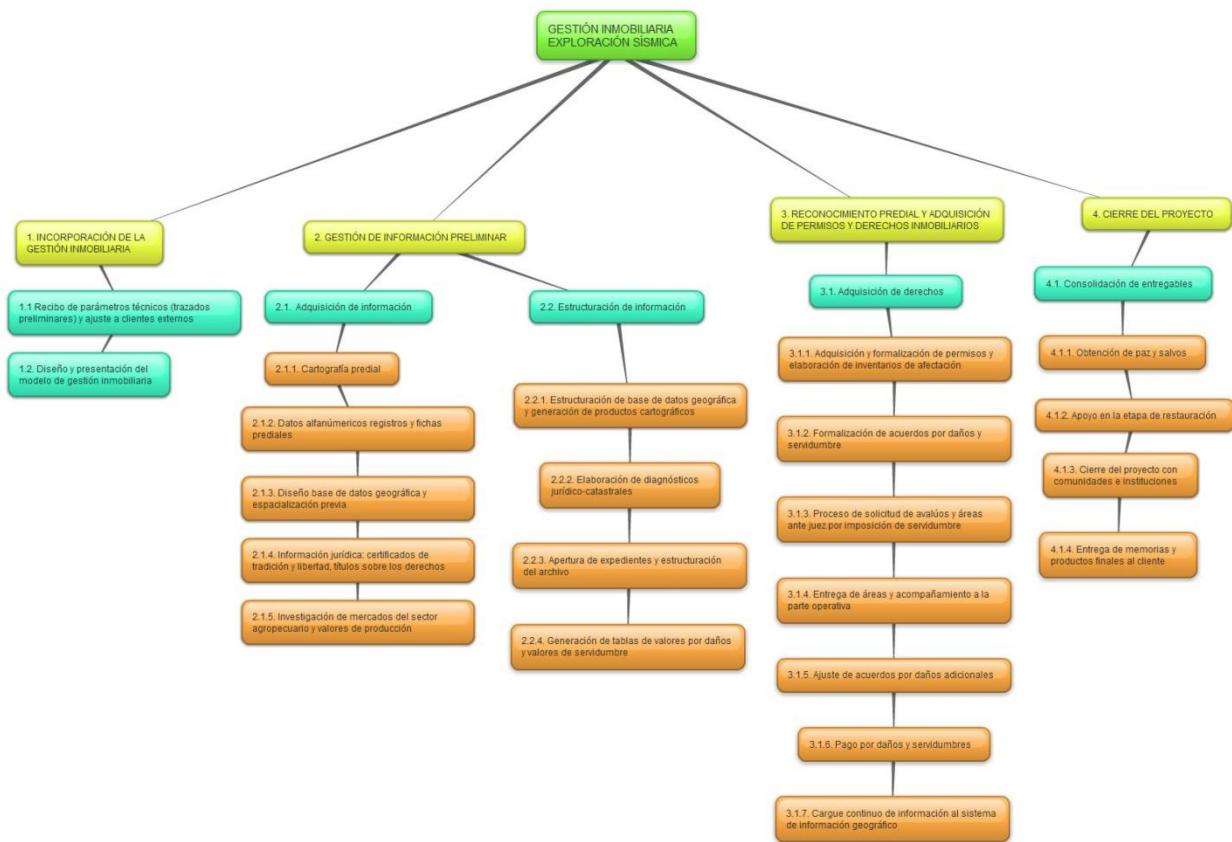 GESTIÓN INMOBILIARIA
EXPLORACIÓN SÍSMICA
1. INCORPORACIÓN DE LA
GESTIÓN INMOBILIARIA
1.1 Recibo de parámetros técnicos (trazados
preliminares) y ajuste a clientes externos
1.2. Diseño y presentación del
modelo de gestión inmobiliaria
2. GESTIÓN DE INFORMACIÓN PRELIMINAR
2.1. Adquisición de información
2.1.1. Cartografía predial
2.1.2. Datos alfanúmericos registros y fichas
prediales
2.1.3. Diseño base de datos geográfica y
espacialización previa
2.1.4. Información jurídica: certificados de
tradición y libertad, títulos sobre los derechos
2.1.5. Investigación de mercados del sector
agropecuario y valores de producción
2.2. Estructuración de información
2.2.1. Estructuración de base de datos geográfica
y generación de productos cartográficos
2.2.2. Elaboración de diagnósticos
jurídico-catastrales
2.2.3. Apertura de expedientes y estructuración
del archivo
2.2.4. Generación de tablas de valores por daños
y valores de servidumbre
3. RECONOCIMIENTO PREDIAL Y ADQUISICIÓN
DE PERMISOS Y DERECHOS INMOBILIARIOS
3.1. Adquisición de derechos
3.1.1. Adquisición y formalización de permisos y
elaboración de inventarios de afectación
3.1.2. Formalización de acuerdos por daños y
servidumbre
3.1.3. Proceso de solicitud de avalúos y áreas
ante juez por imposición de servidumbre
3.1.4. Entrega de áreas y acompañamiento a la
parte operativa
3.1.5. Ajuste de acuerdos por daños adicionales
3.1.6. Pago por daños y servidumbres
3.1.7. Cargue continuo de información al sistema
de información geográfico
4. CIERRE DEL PROYECTO
4.1. Consolidación de entregables
4.1.1. Obtención de paz y salvos
4.1.2. Apoyo en la etapa de restauración
4.1.3. Cierre del proyecto con
comunidades e instituciones
4.1.4. Entrega de memorias y
productos finales al cliente